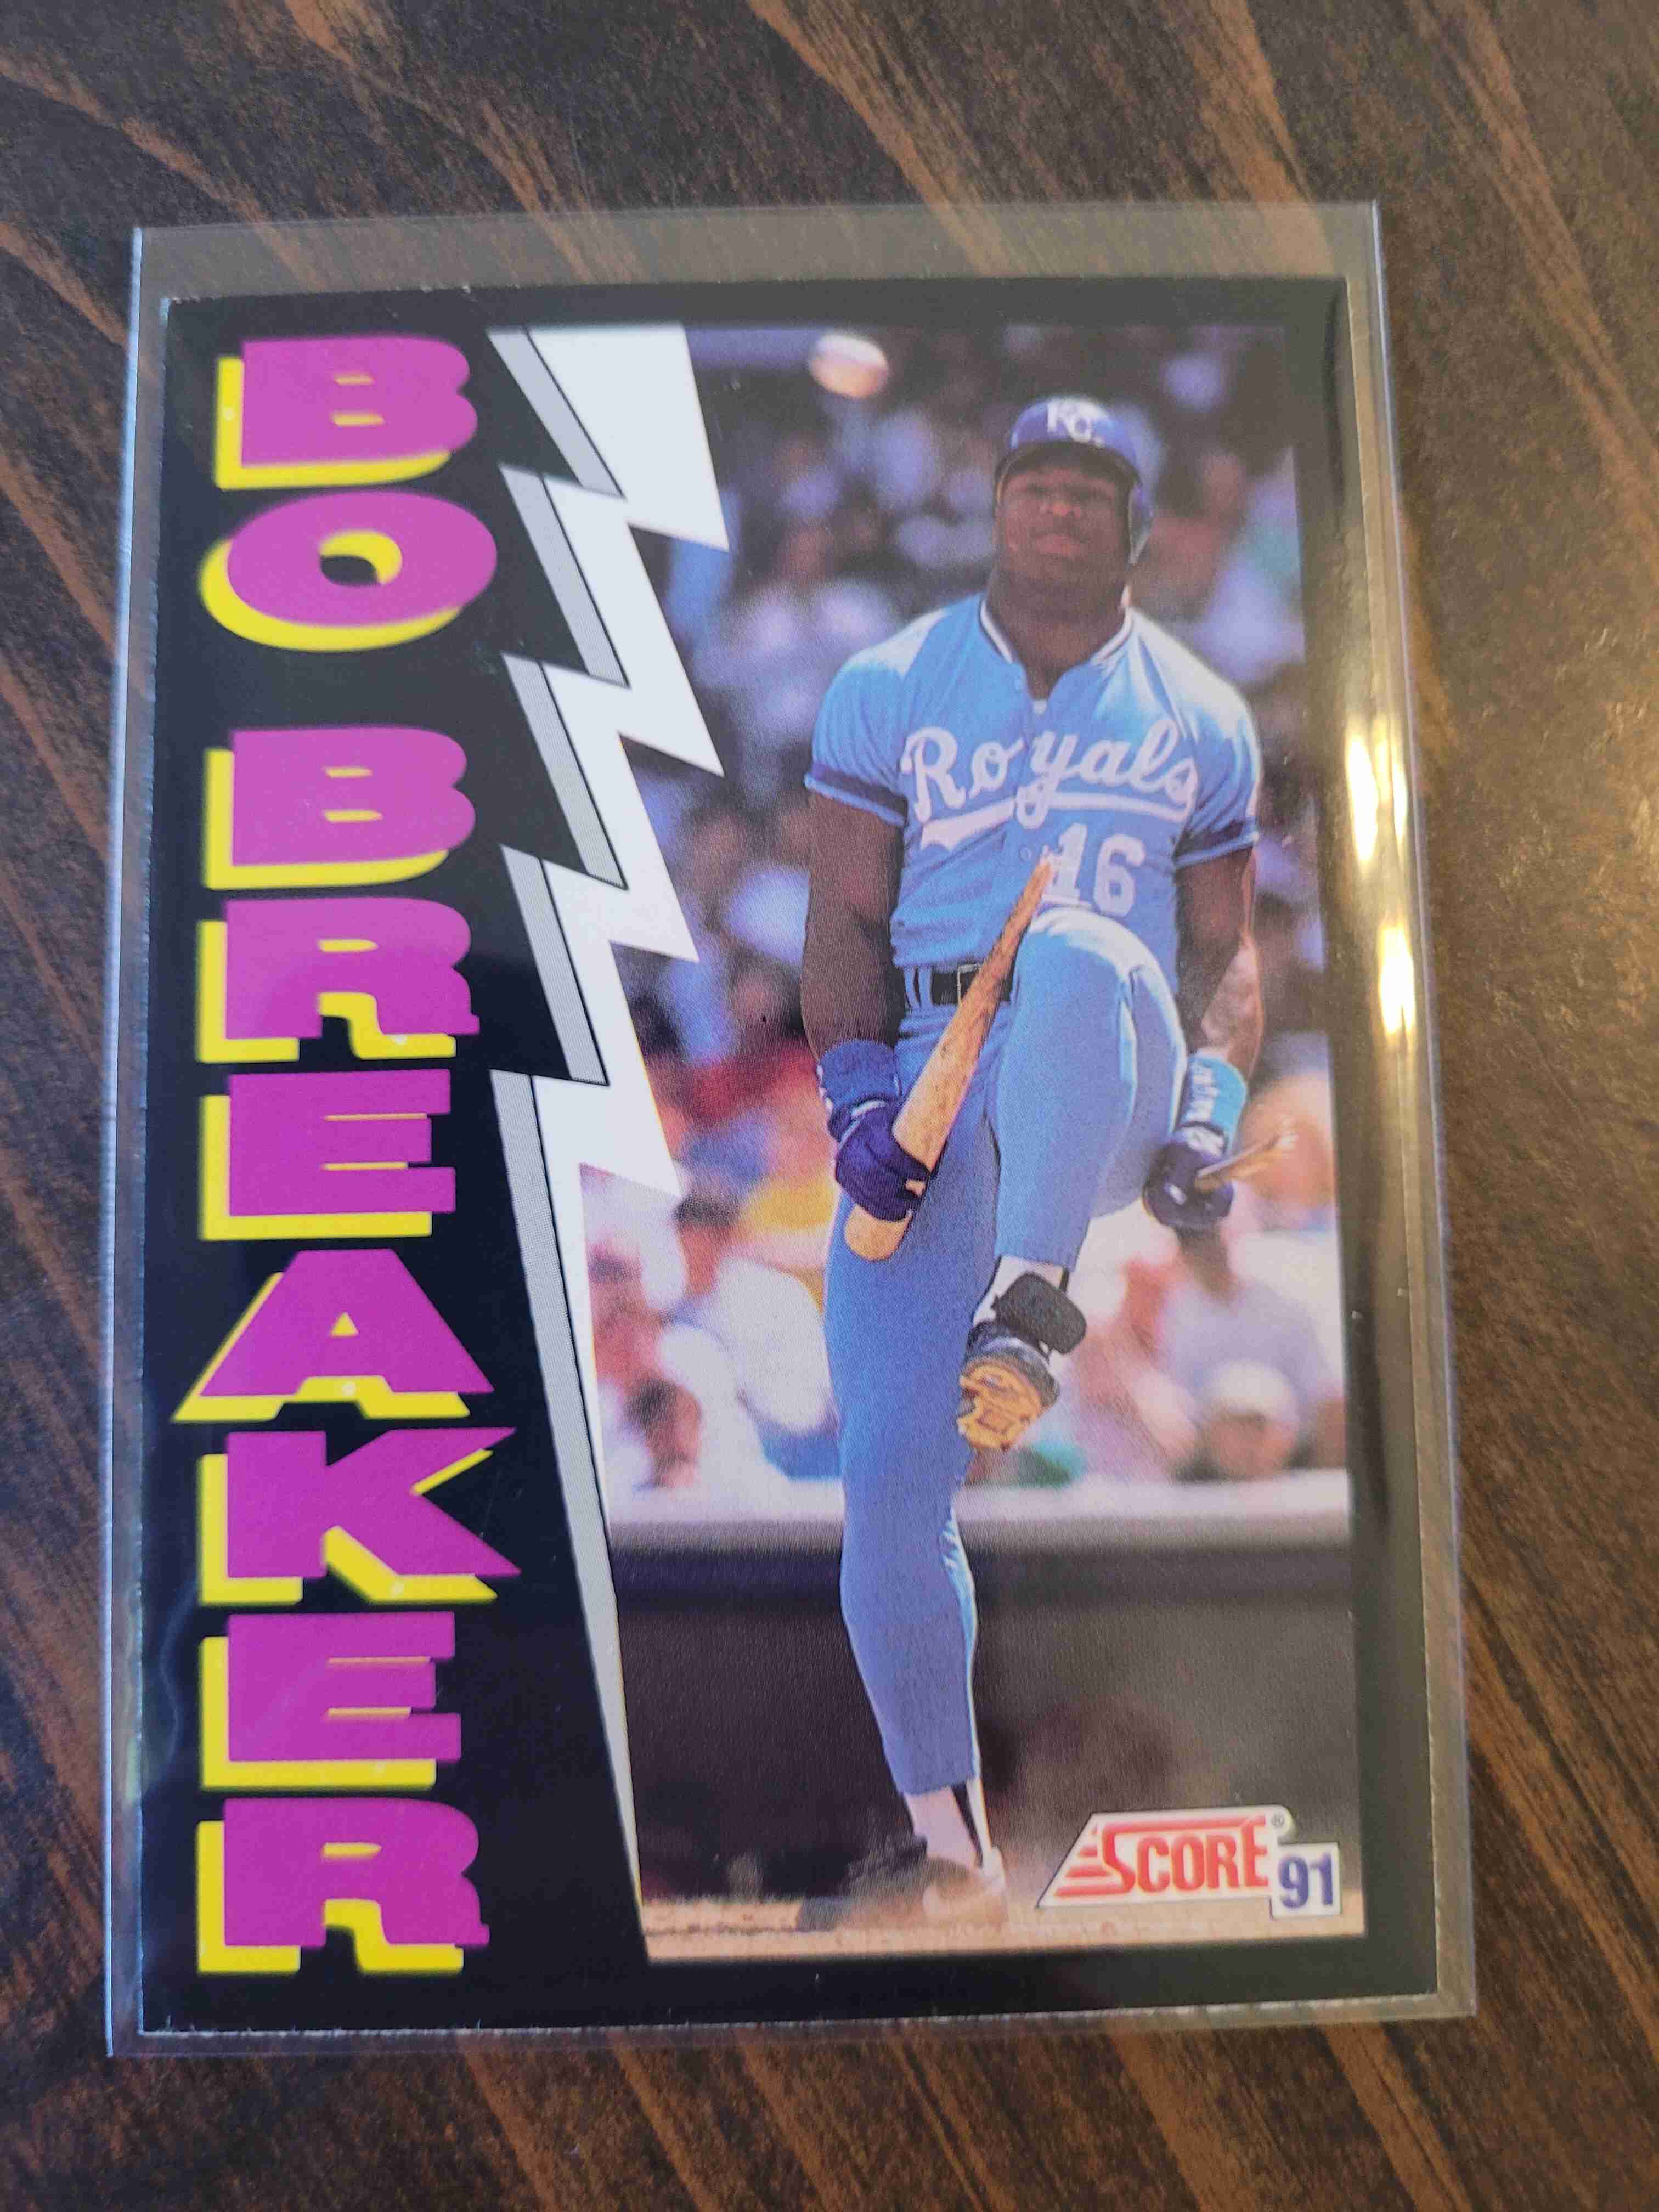 BO BREAKER
KC
Royals
16
SCORE®
91